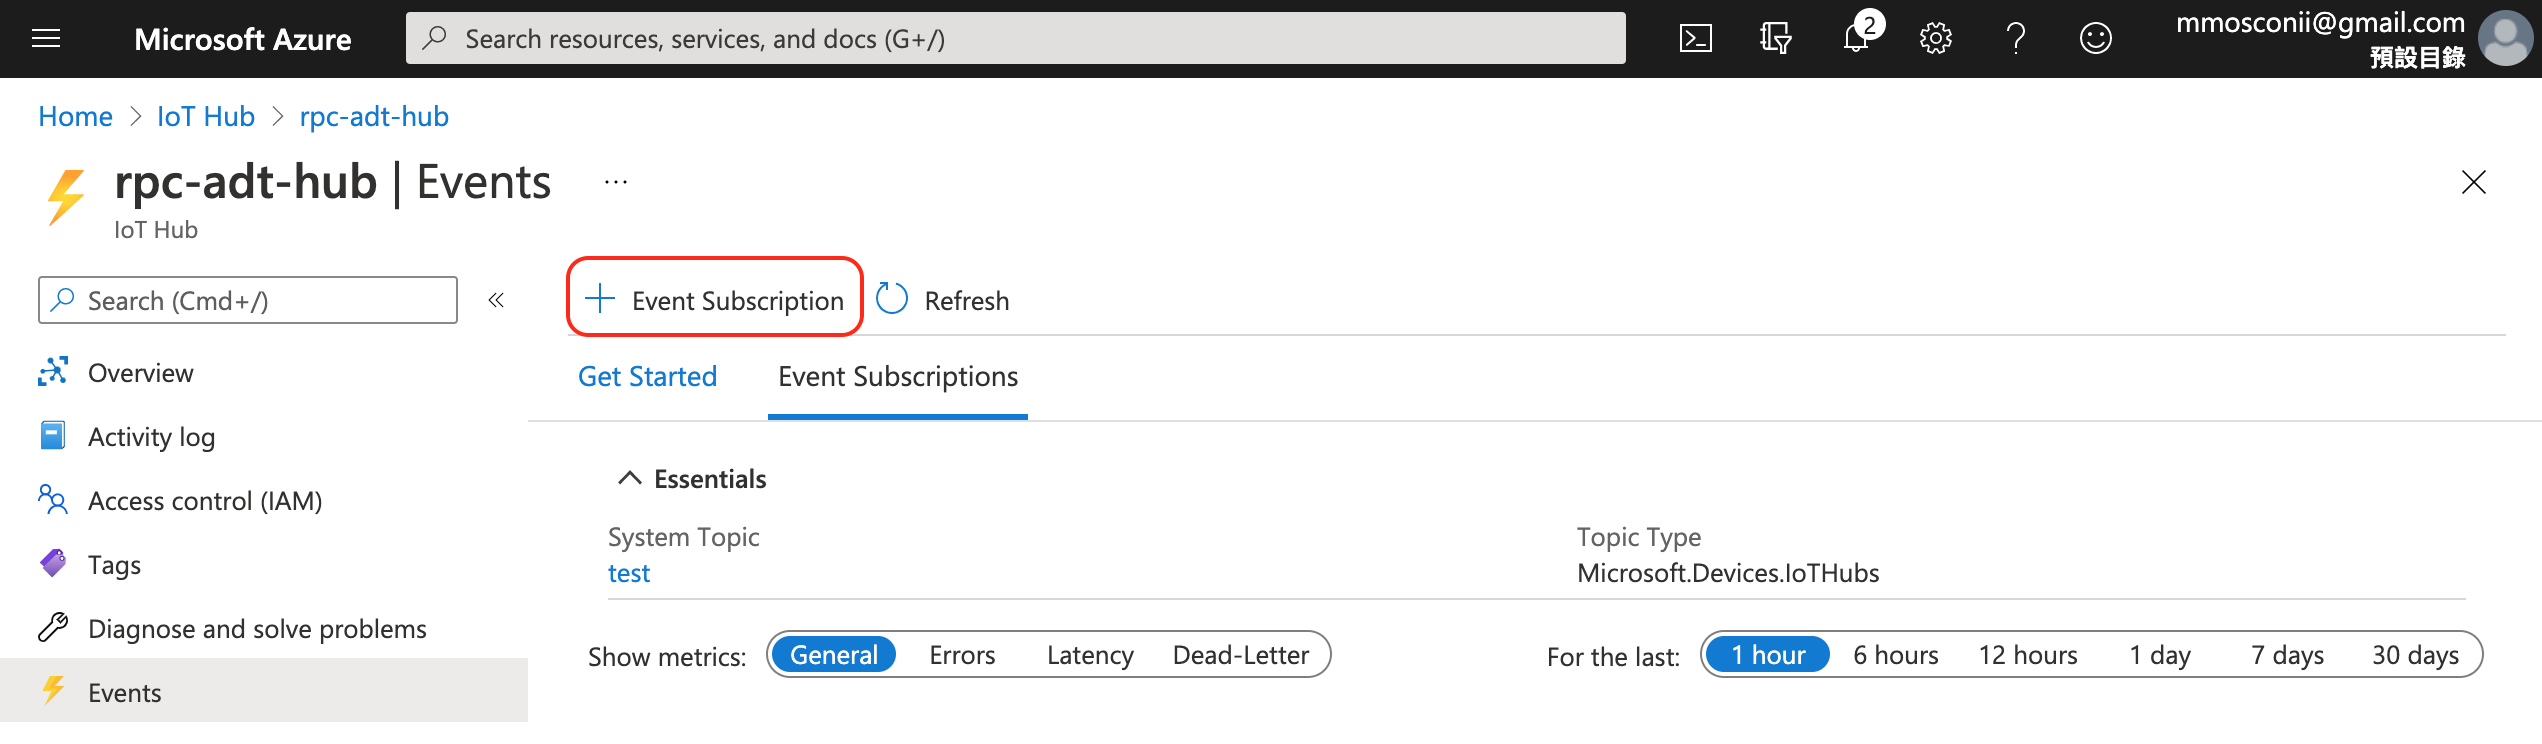 Microsoft Azure
Search resources, services, and docs (G+/)
2
mmosconii@gmail.com
預設目錄
Home > IoT Hub > rpc-adt-hub
rpc-adt-hub | Events ...
IoT Hub
Search (Cmd+/)
«
Event Subscription
Refresh
Overview
Activity log
Access control (IAM)
Tags
Diagnose and solve problems
Events
Get Started
Event Subscriptions
Essentials
System Topic
test
Topic Type
Microsoft.Devices.IoTHubs
Show metrics: General Errors Latency Dead-Letter
For the last: 1 hour 6 hours 12 hours 1 day 7 days 30 days